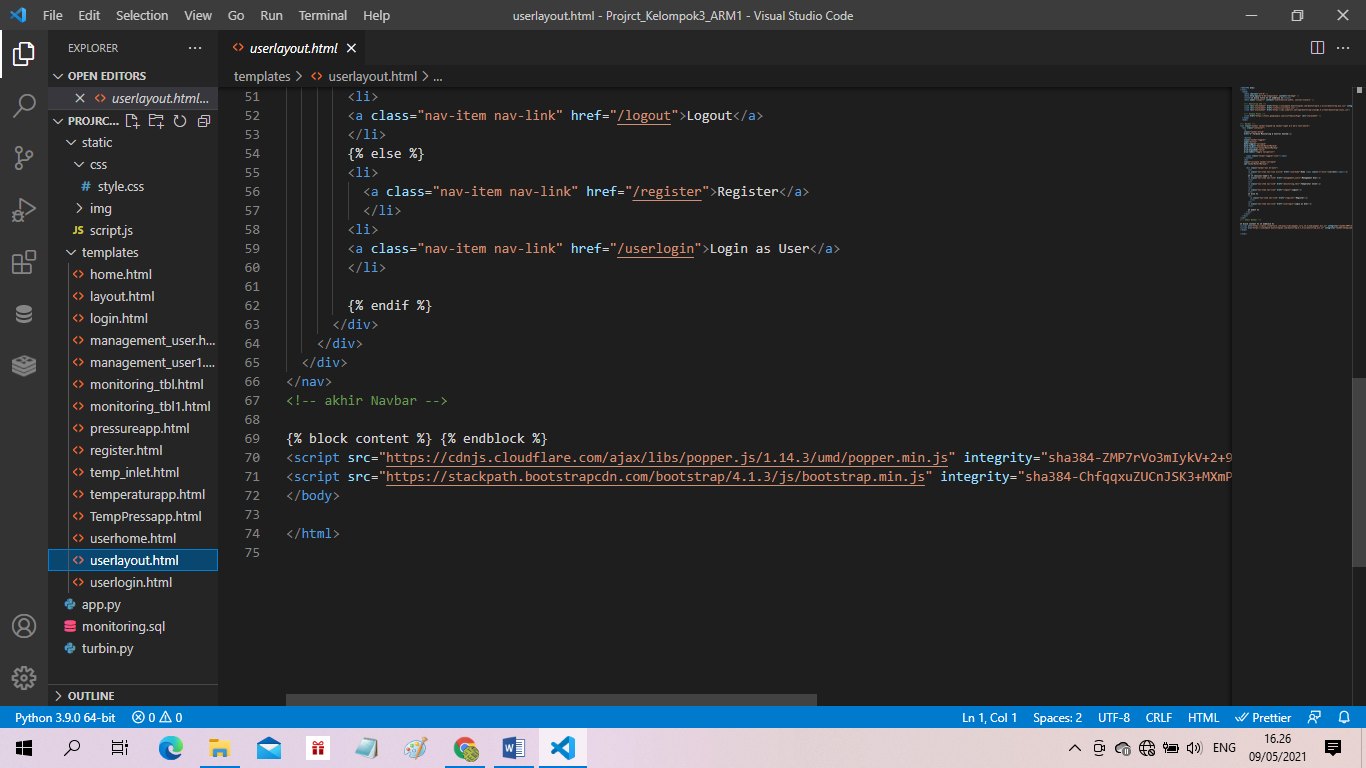 File Edit Selection View Go Run Terminal Help
userlayout.html - Projrct_Kelompok3_ARM1 - Visual Studio Code
EXPLORER
OPEN EDITORS
userlayout.html...
PROJRC...
static
css
# style.css
img
JS script.js
templates
home.html
layout.html
login.html
management_user.h...
management_user1....
monitoring_tbl.html
monitoring_tbl1.html
pressureapp.html
register.html
temp_inlet.html
temperaturapp.html
TempPressapp.html
userhome.html
userlayout.html
userlogin.html
app.py
monitoring.sql
turbin.py
OUTLINE
userlayout.html
templates > userlayout.html > ...
51 <li>
52 <a class="nav-item nav-link" href="/logout">Logout</a>
53 </li>
54 {% else %}
55 <li>
56 <a class="nav-item nav-link" href="/register">Register</a>
57 </li>
58 <li>
59 <a class="nav-item nav-link" href="/userlogin">Login as User</a>
60 </li>
61
62 {% endif %}
63 </div>
64 </div>
65 </div>
66 </nav>
67 <!-- akhir Navbar -->
68
69 {% block content %} {% endblock %}
70 <script src="https://cdnjs.cloudflare.com/ajax/libs/popper.js/1.14.3/umd/popper.min.js" integrity="sha384-ZMP7rVo3mIykV+2+9
71 <script src="https://stackpath.bootstrapcdn.com/bootstrap/4.1.3/js/bootstrap.min.js" integrity="sha384-ChfqqxuZUCnJSK3+MXmP
72 </body>
73
74 </html>
75
Python 3.9.0 64-bit 0 0
Ln 1, Col 1 Spaces: 2 UTF-8 CRLF HTML Prettier
ENG
16.26
09/05/2021